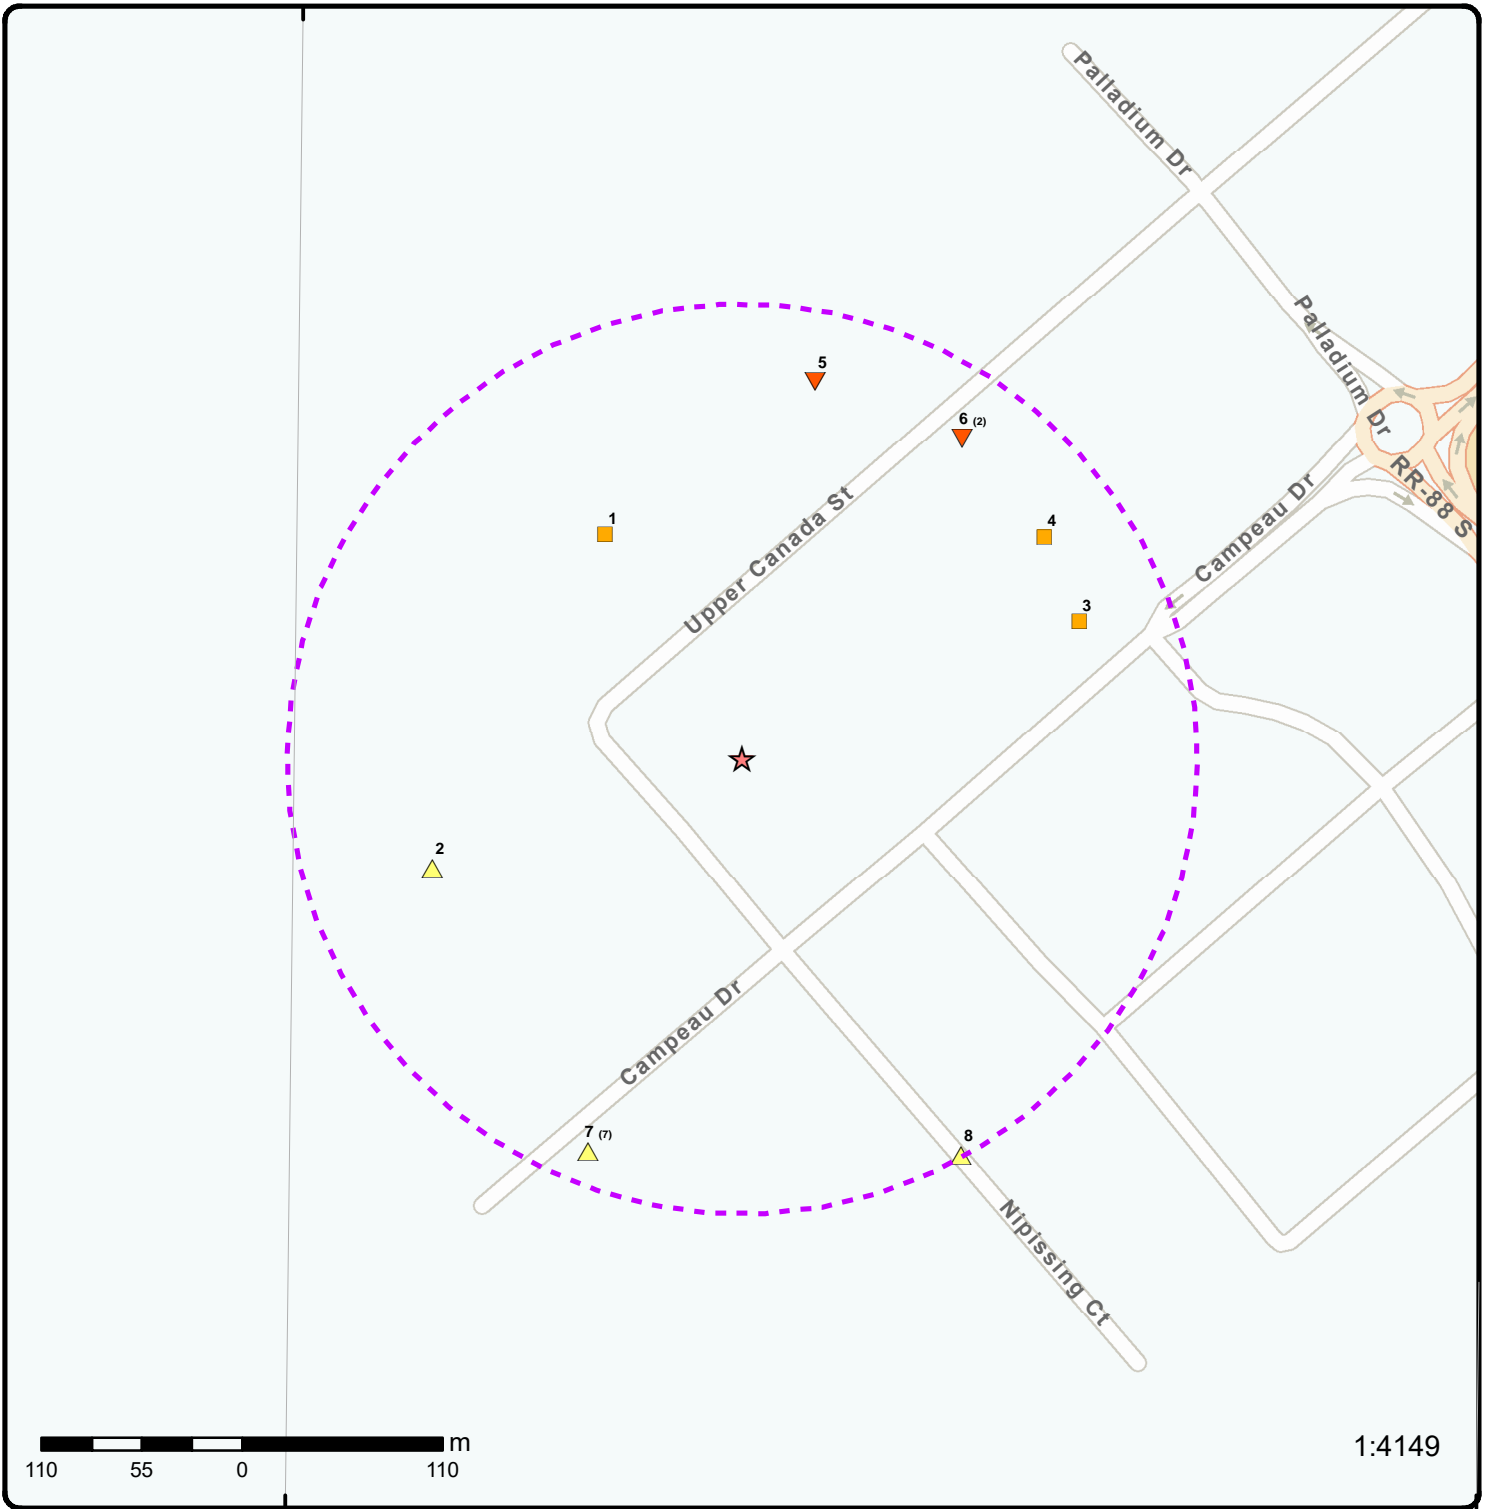 Palladium Dr
Palladium Dr
5
6 (2)
RR-88 S
Campeau Dr
Upper Canada St
1
4
3
2
Campeau Dr
7 (7)
8
Nipissing Ct
m
1:4149
110 55 0 110